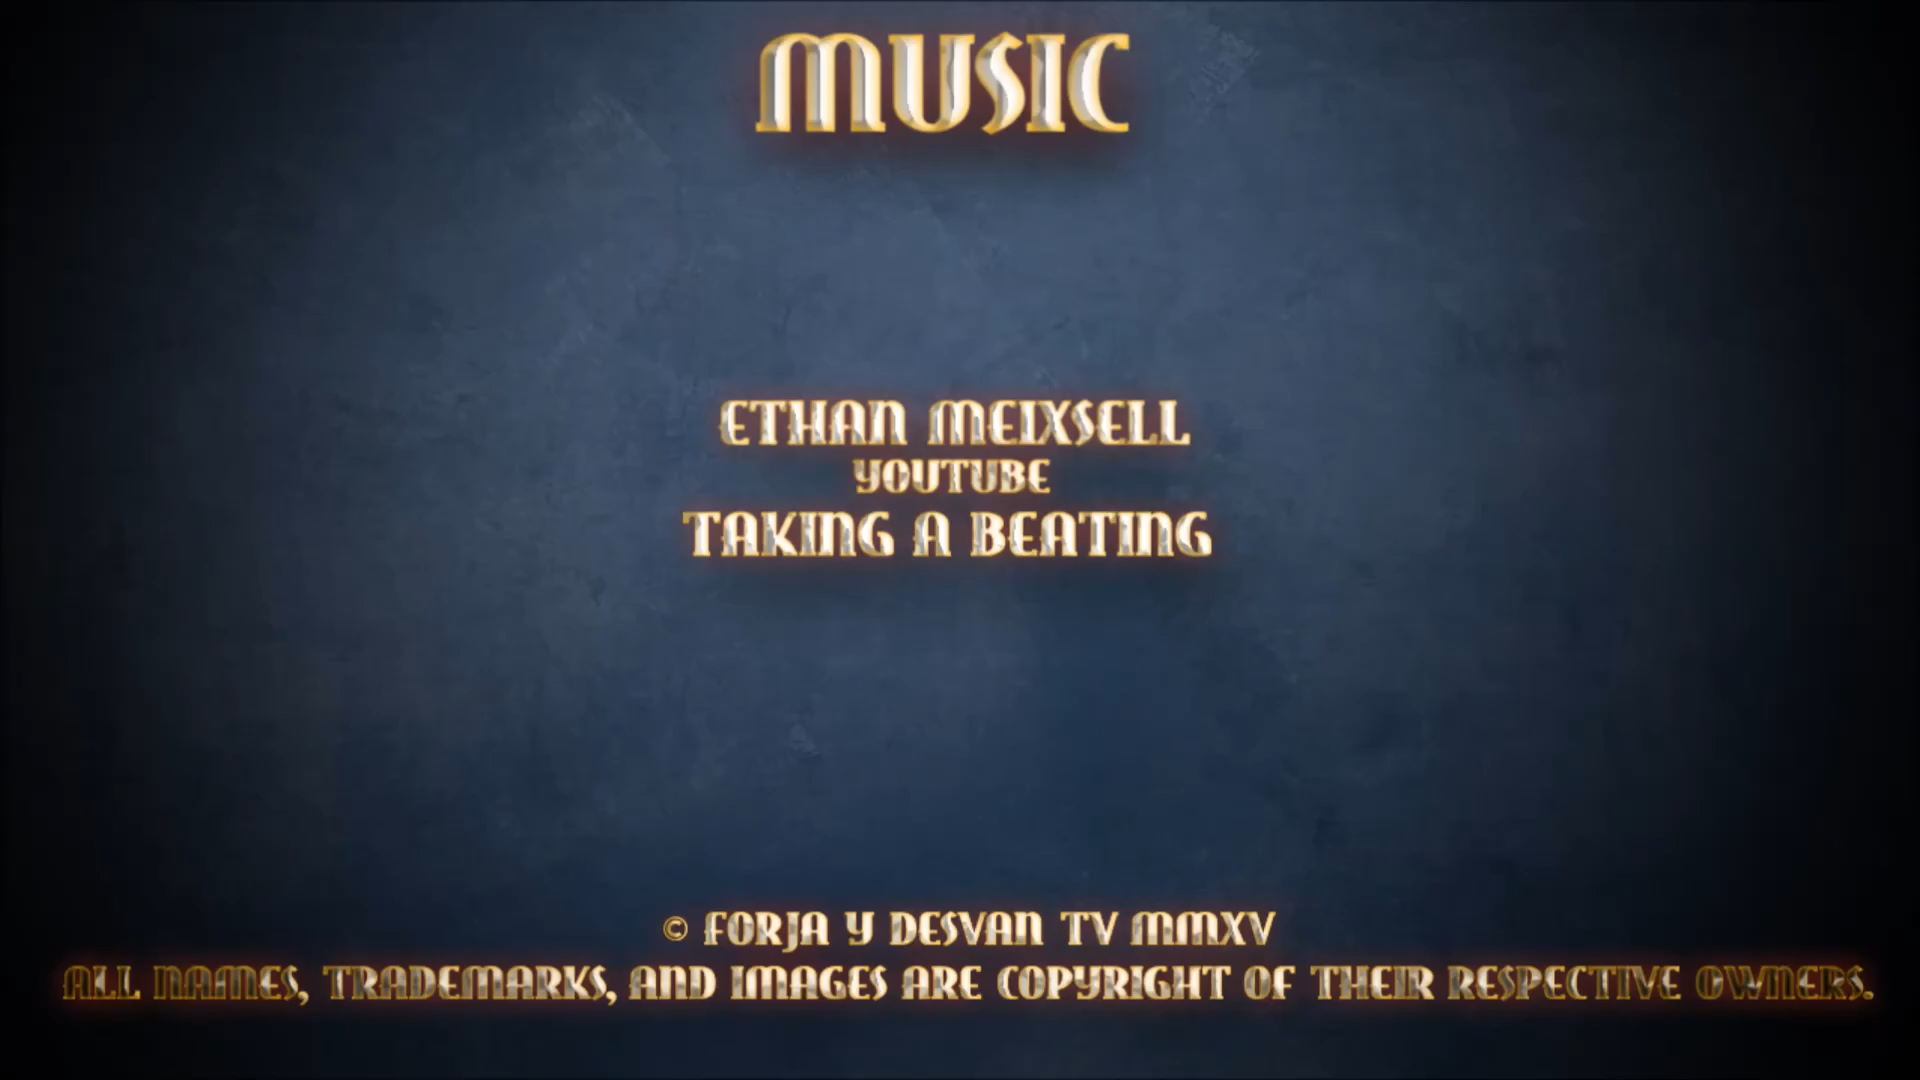 MUSIC
ETHAN MEIXSELL
YOUTUBE
TAKING A BEATING
© FORJA Y DESVAN TV MMXV
ALL NAMES, TRADEMARKS, AND IMAGES ARE COPYRIGHT OF THEIR RESPECTIVE OWNERS.